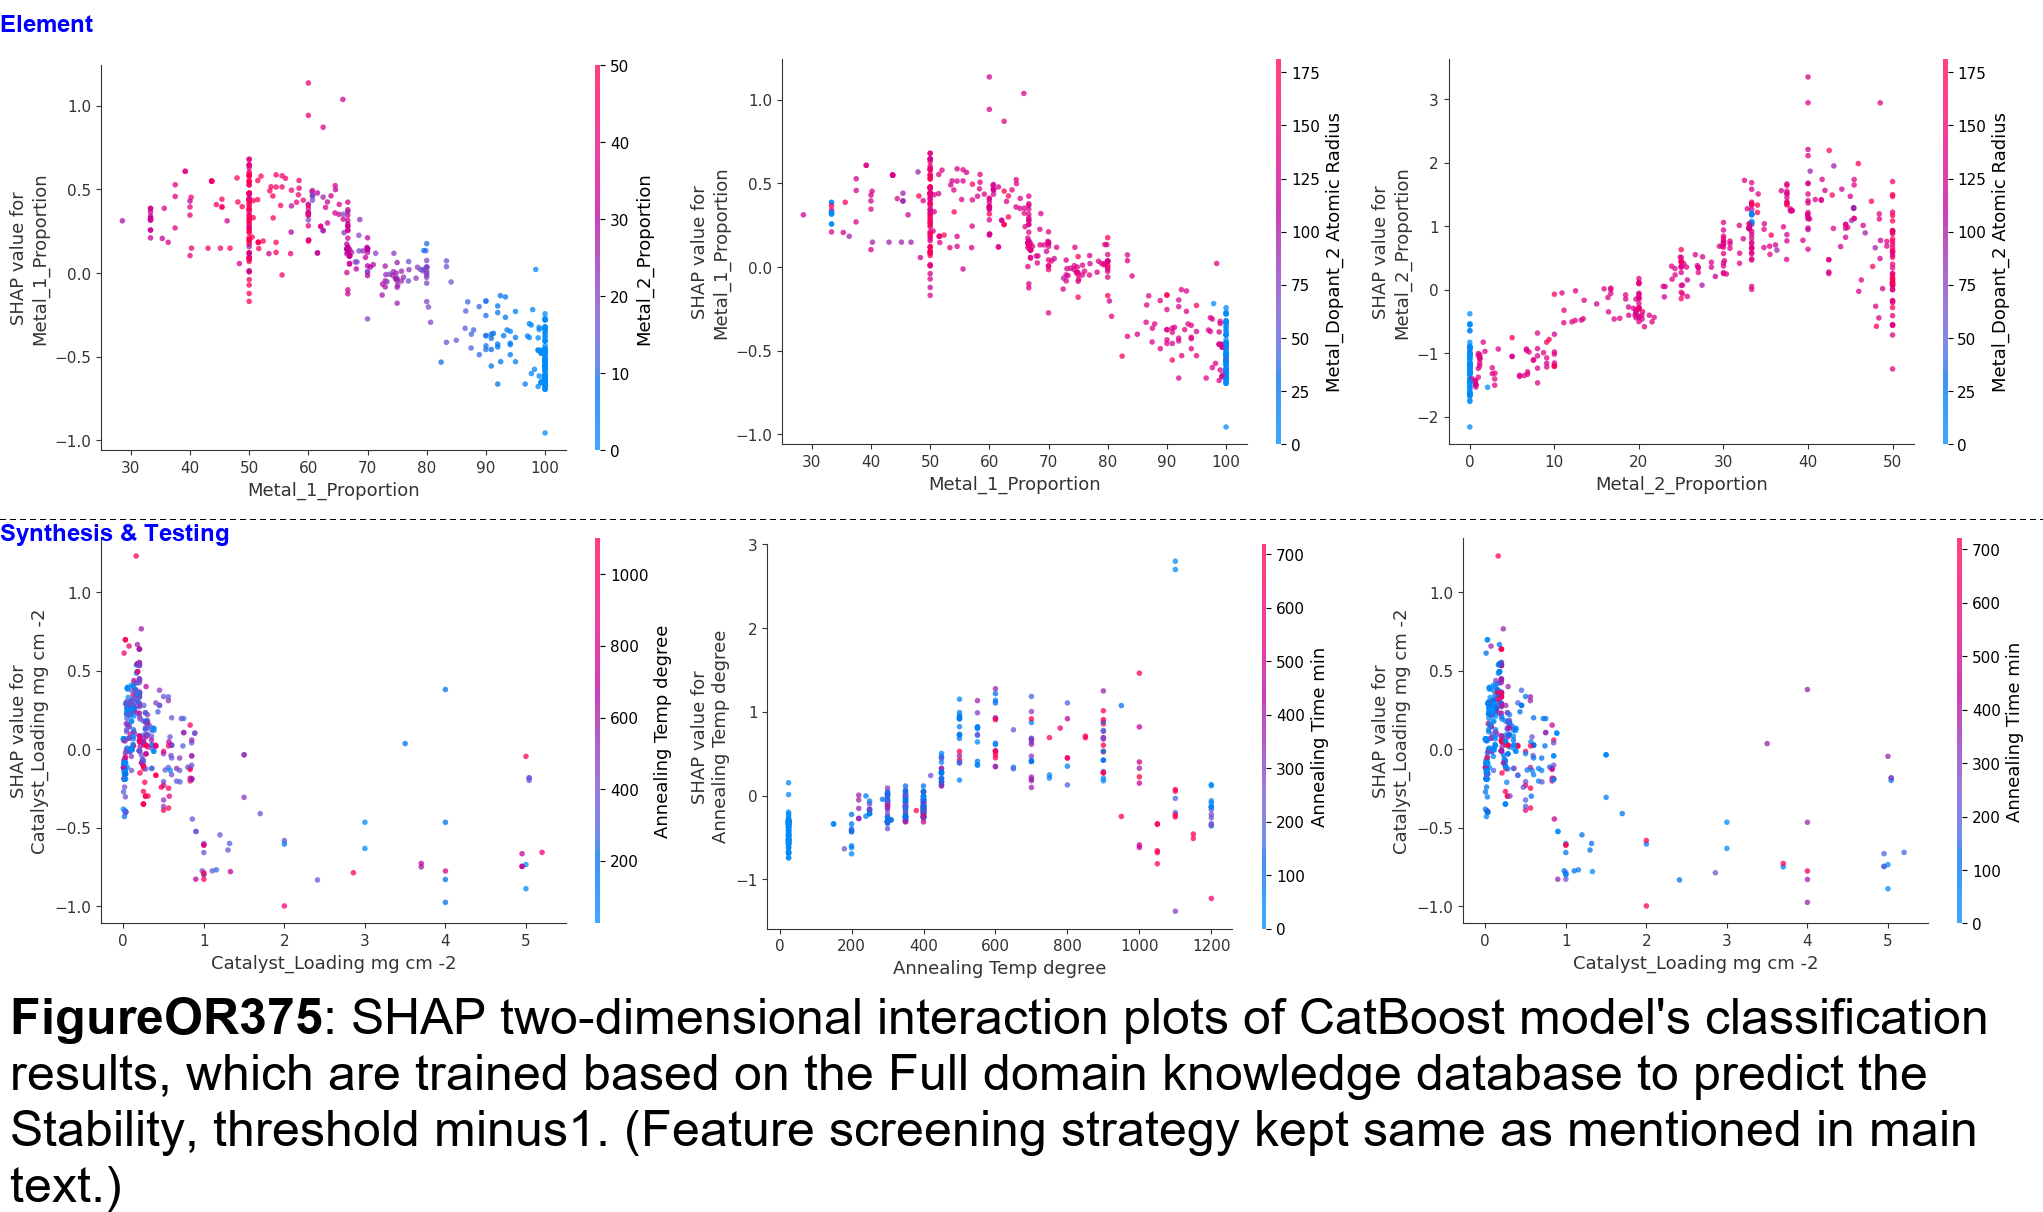 Element
SHAP value for
Metal_1_Proportion
1.0
0.5
0.0
−0.5
−1.0
30 40 50 60 70 80 90 100
Metal_1_Proportion
50
40
30
20
10
0
Metal_2_Proportion
SHAP value for
Metal_1_Proportion
1.0
0.5
0.0
−0.5
−1.0
30 40 50 60 70 80 90 100
Metal_1_Proportion
175
150
125
100
75
50
25
0
Metal_Dopant_2 Atomic Radius
SHAP value for
Metal_2_Proportion
3
2
1
0
−1
−2
0 10 20 30 40 50
Metal_2_Proportion
175
150
125
100
75
50
25
0
Metal_Dopant_2 Atomic Radius
Synthesis & Testing
SHAP value for
Catalyst_Loading mg cm -2
1.0
0.5
0.0
−0.5
−1.0
0 1 2 3 4 5
Catalyst_Loading mg cm -2
1000
800
600
400
200
Annealing Temp degree
SHAP value for
Annealing Temp degree
3
2
1
0
−1
0 200 400 600 800 1000 1200
Annealing Temp degree
700
600
500
400
300
200
100
0
Annealing Time min
SHAP value for
Catalyst_Loading mg cm -2
1.0
0.5
0.0
−0.5
−1.0
0 1 2 3 4 5
Catalyst_Loading mg cm -2
700
600
500
400
300
200
100
0
Annealing Time min
FigureOR375: SHAP two-dimensional interaction plots of CatBoost model's classification
results, which are trained based on the Full domain knowledge database to predict the
Stability, threshold minus1. (Feature screening strategy kept same as mentioned in main
text.)